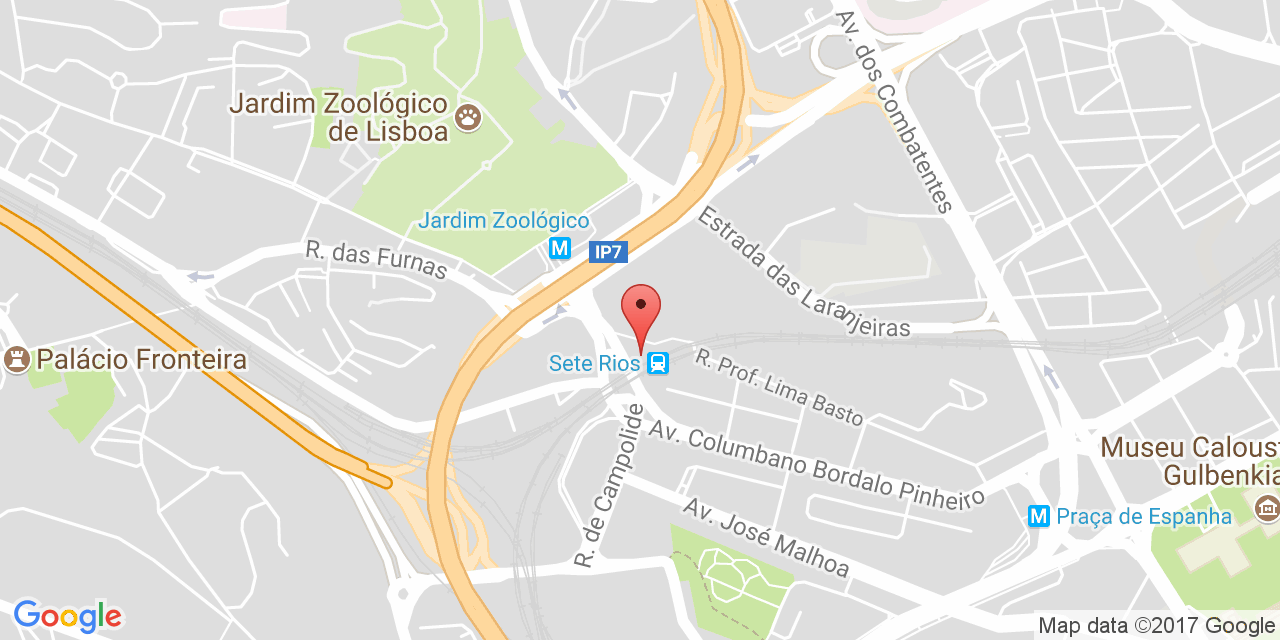 Av. dos Combatentes
Jardim Zoológico
de Lisboa
Jardim Zoológico
M
IP7
R. das Furnas
Estrada das Laranjeiras
Palácio Fronteira
Sete Rios
R. Prof. Lima Basto
R. de Campolide
Av. Columbano Bordalo Pinheiro
Museu Caloust
Gulbenkia
Av. José Malhoa
M Praça de Espanha
Google
Map data ©2017 Google